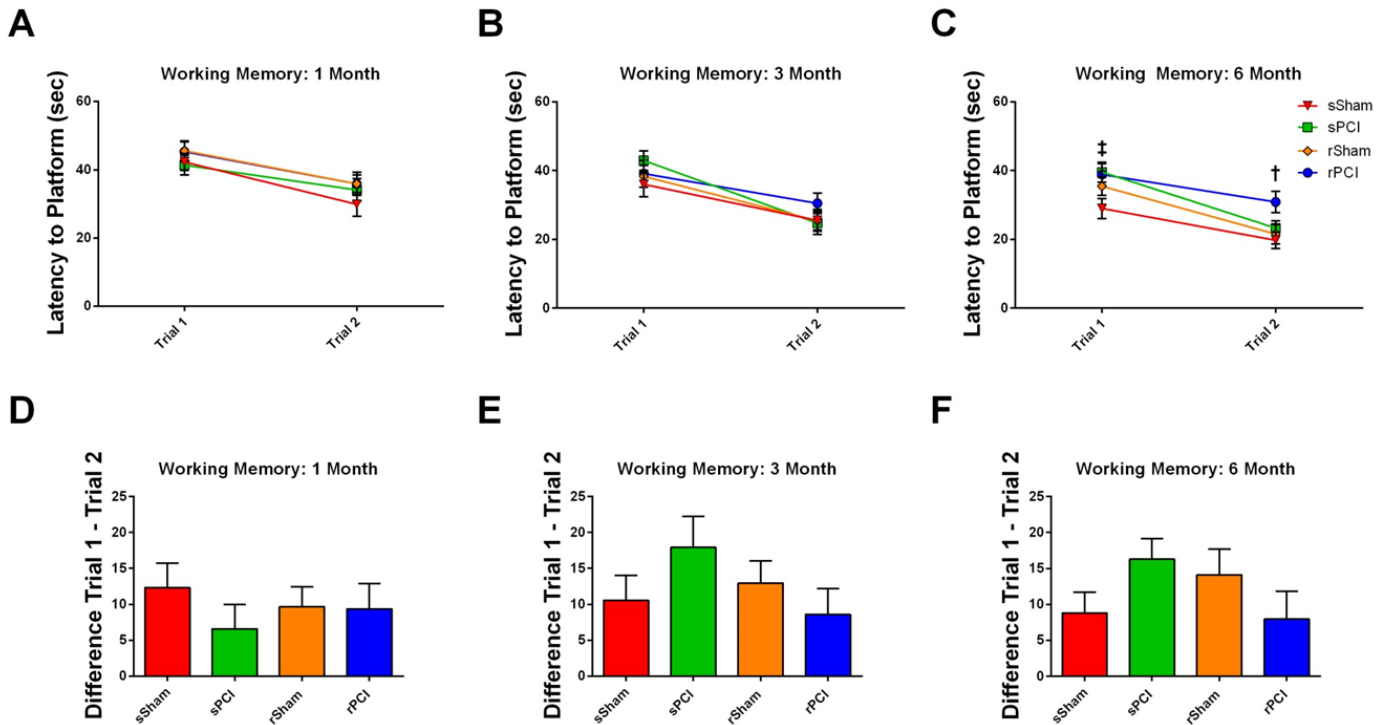 A
B
C
Working Memory: 1 Month
Working Memory: 3 Month
Working  Memory: 6 Month
Latency to Platform (sec)
60
40
20
0
Trial 1
Trial 2
Latency to Platform (sec)
60
40
20
0
Trial 1
Trial 2
Latency to Platform (sec)
60
40
20
0
‡
†
Trial 1
Trial 2
sSham
sPCI
rSham
rPCI
D
E
F
Working Memory: 1 Month
Working Memory: 3 Month
Working Memory: 6 Month
Difference Trial 1 - Trial 2
25
20
15
10
5
0
sSham
sPCI
rSham
rPCI
Difference Trial 1 - Trial 2
25
20
15
10
5
0
sSham
sPCI
rSham
rPCI
Difference Trial 1 - Trial 2
25
20
15
10
5
0
sSham
sPCI
rSham
rPCI